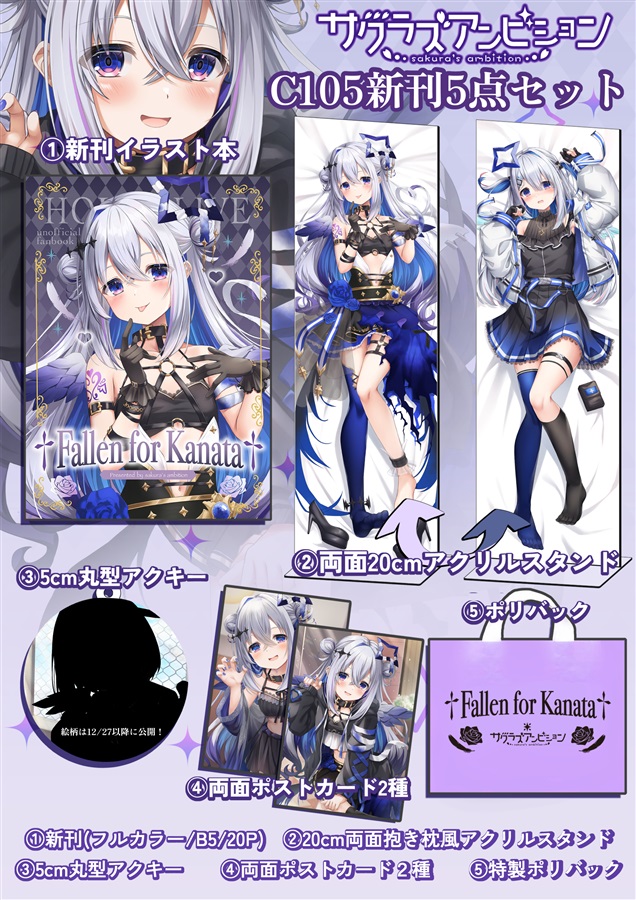 サクラズアンビション
sakura's ambition
C105新刊5点セット
①新刊イラスト本
unofficial
fanbook
†Fallen for Kanata†
Presented by sakura's ambition
②両面20cmアクリルスタンド
③5cm丸型アクキー
⑤ポリパック
絵柄は12/27以降に公開！
†Fallen for Kanata†
サクラズアンビション
④両面ポストカード2種
①新刊(フルカラー/B5/20P) ②20cm両面抱き枕風アクリルスタンド
③5cm丸型アクキー ④両面ポストカード２種 ⑤特製ポリパック